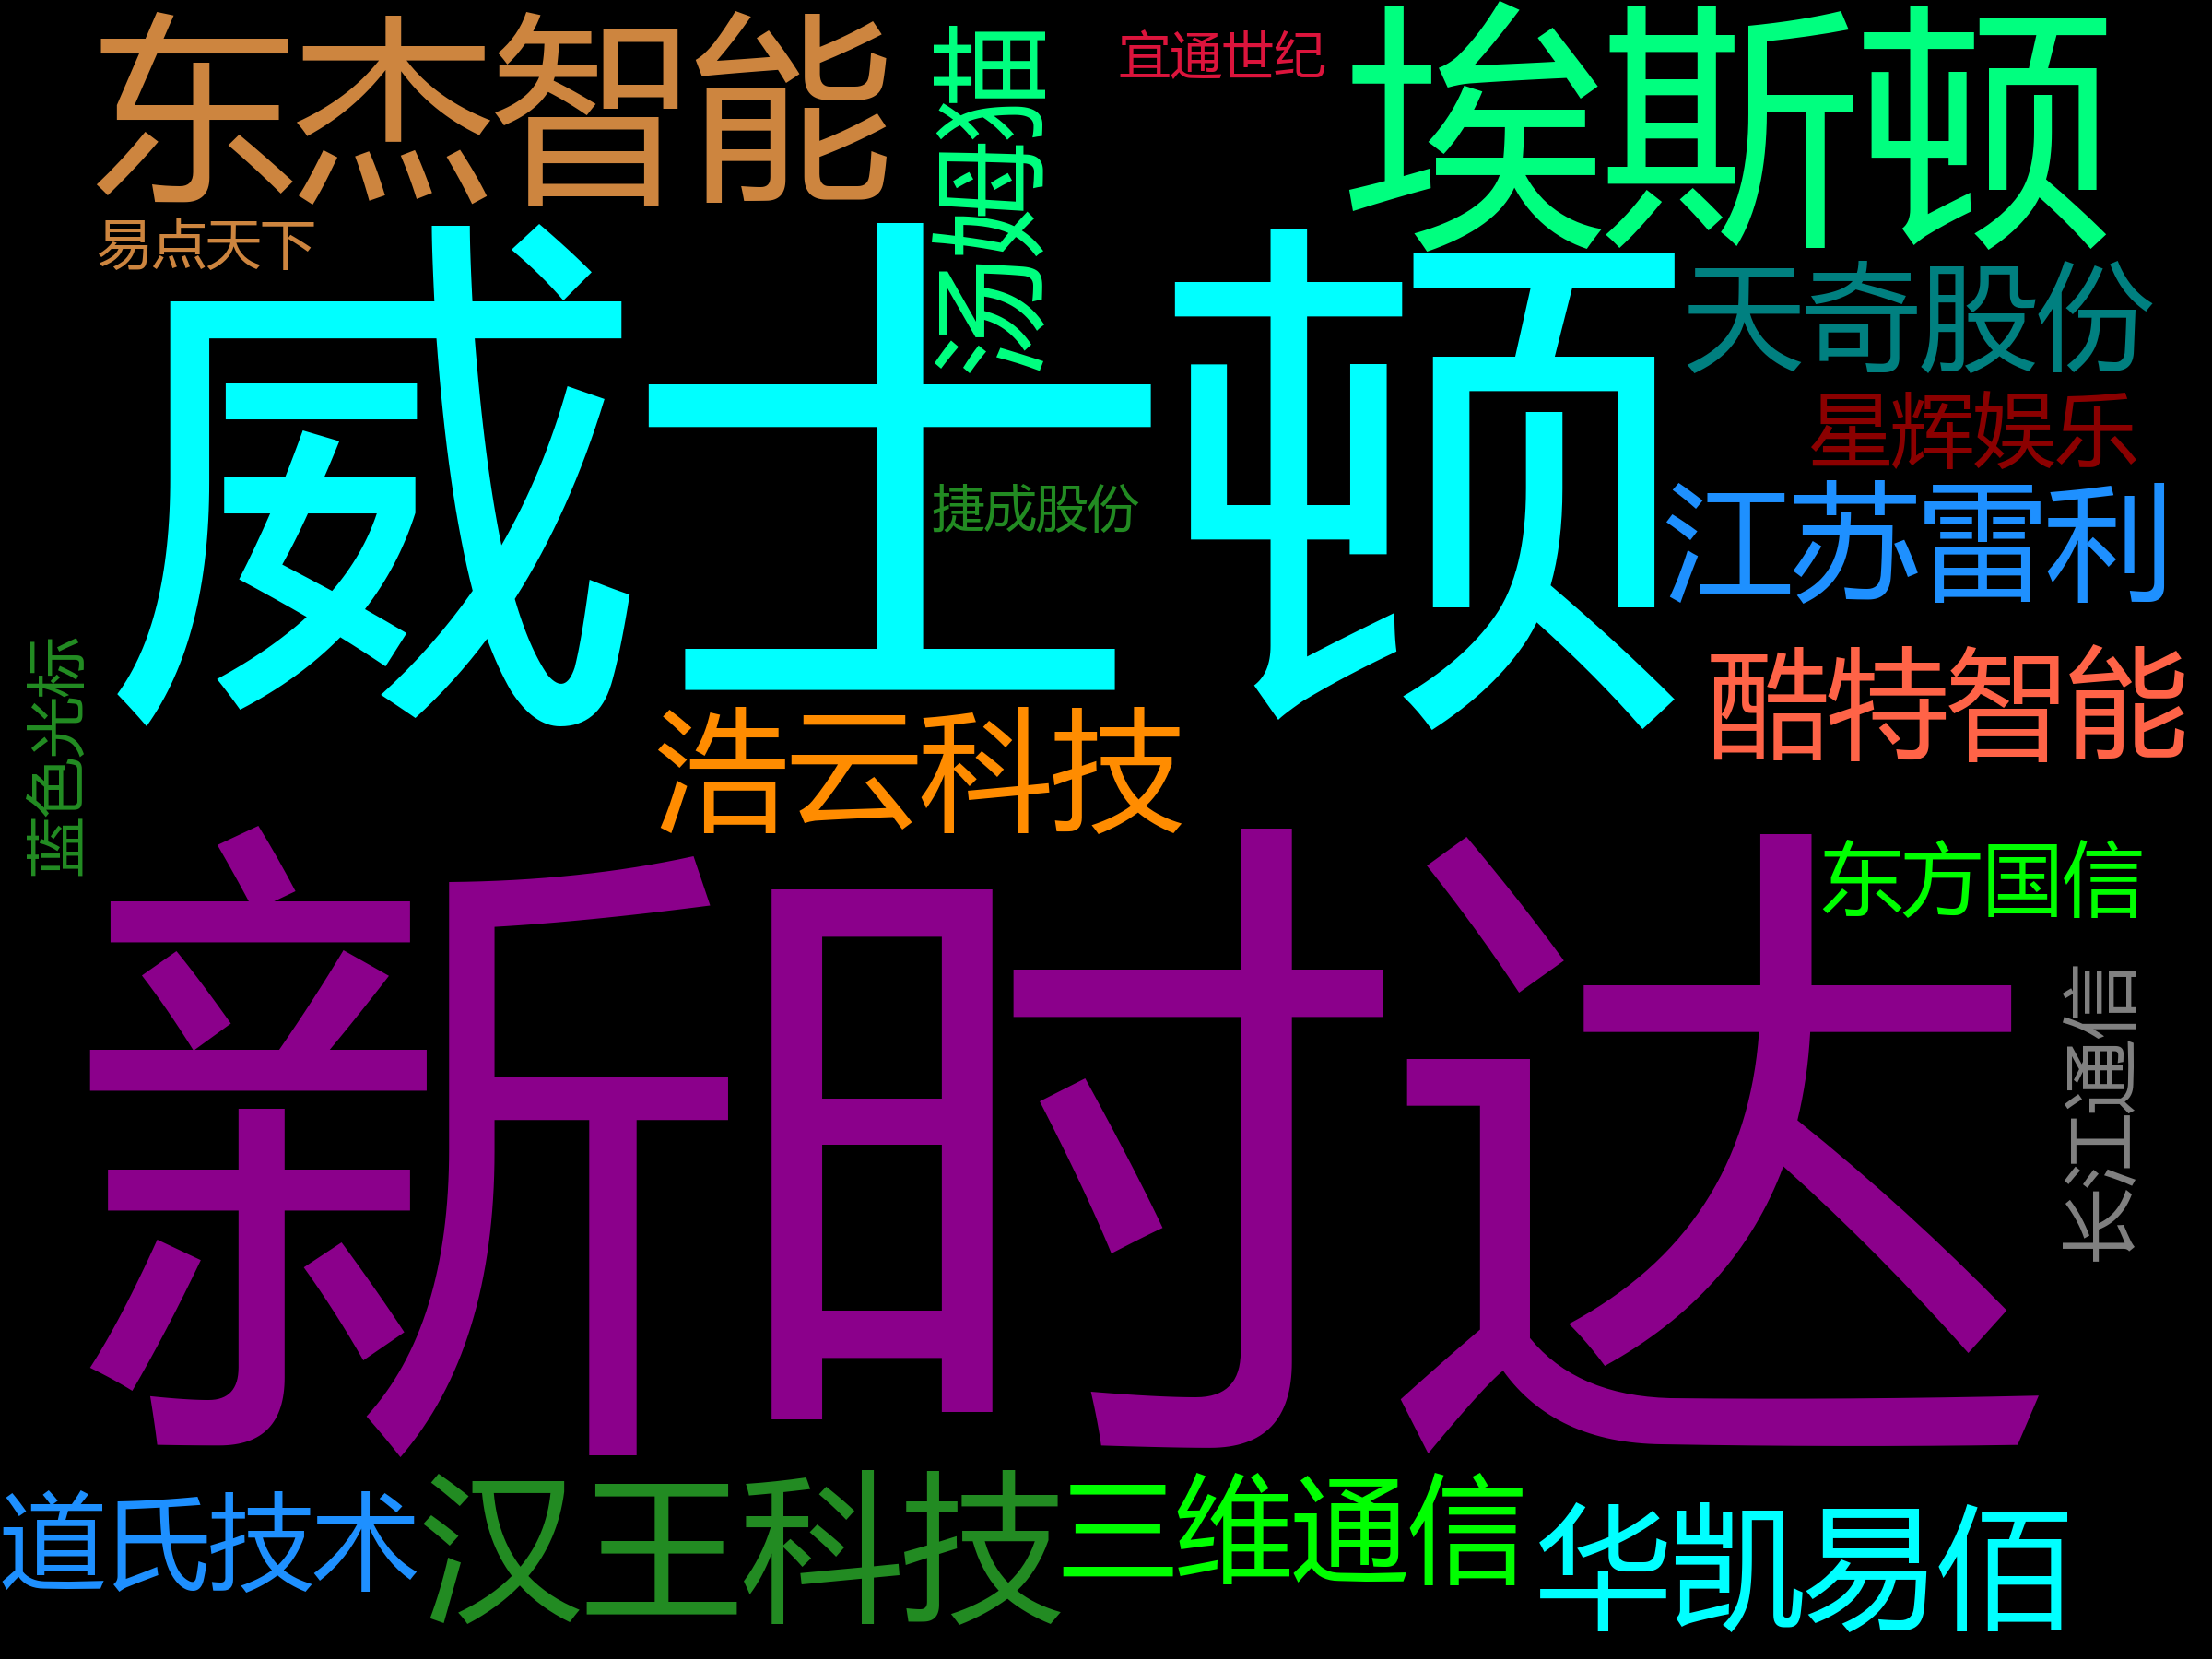 东杰智能
汤姆猫
宜通世纪
埃斯顿
易点天下
威士顿
天奇股份
星辉娱乐
捷成股份
江苏雷利
蓝色光标
酷特智能
浩云科技
东方国信
新时达
长江通信
道氏技术
汉王科技
三维通信
华凯易佰